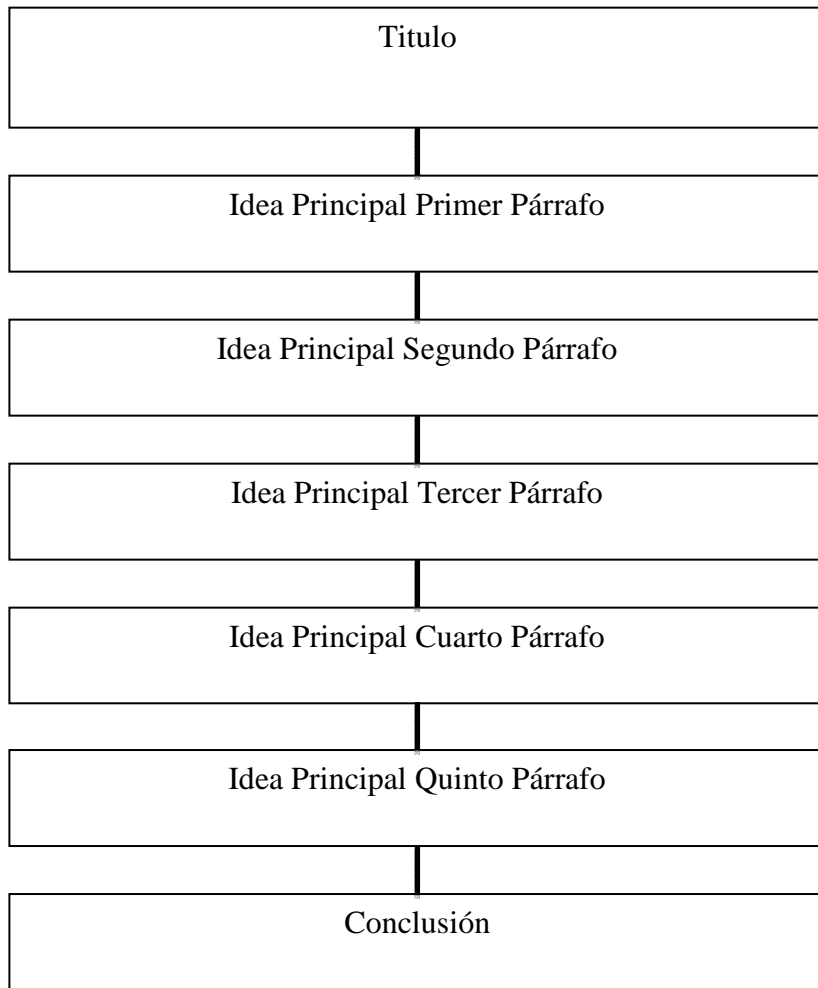 Titulo
Idea Principal Primer Párrafo
Idea Principal Segundo Párrafo
Idea Principal Tercer Párrafo
Idea Principal Cuarto Párrafo
Idea Principal Quinto Párrafo
Conclusión